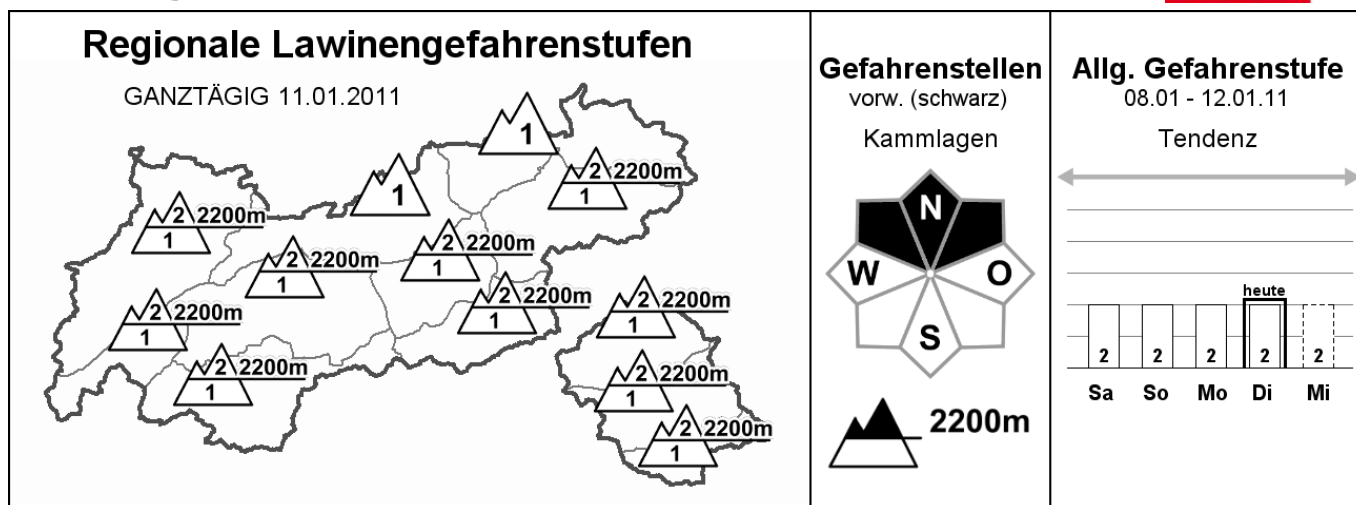 Regionale Lawinengefahrenstufen
GANZTÄGIG 11.01.2011
1
1
2 2200m
1
2 2200m
1
2 2200m
1
2 2200m
1
2 2200m
1
2 2200m
1
2 2200m
1
2 2200m
1
2 2200m
1
2 2200m
1
Gefahrenstellen
vorw. (schwarz)
Kammlagen
N
W O
S
2200m
Allg. Gefahrenstufe
08.01 - 12.01.11
Tendenz
heute
2 2 2 2 2
Sa So Mo Di Mi